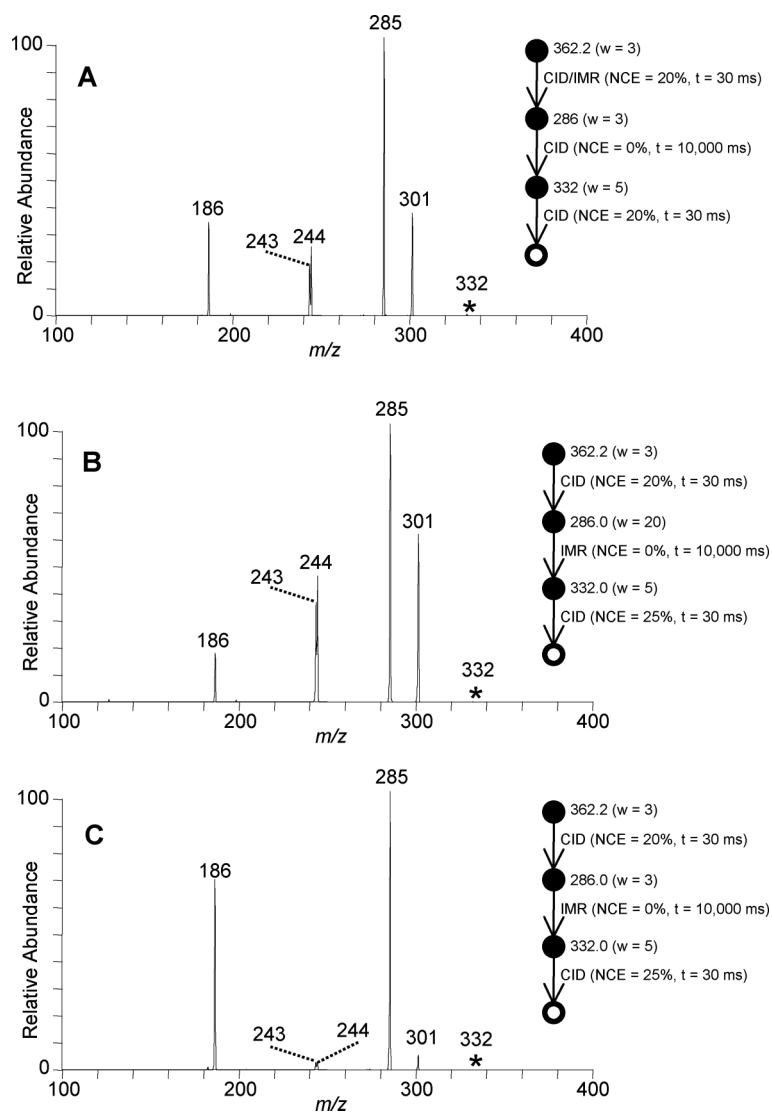 A
Relative Abundance
100
0
186
243
244
285
301
332
*
100
200
300
400
m/z
362.2 (w = 3)
CID/IMR (NCE = 20%, t = 30 ms)
286 (w = 3)
CID (NCE = 0%, t = 10,000 ms)
332 (w = 5)
CID (NCE = 20%, t = 30 ms)
B
Relative Abundance
100
0
186
243
244
285
301
332
*
100
200
300
400
m/z
362.2 (w = 3)
CID (NCE = 20%, t = 30 ms)
286.0 (w = 20)
IMR (NCE = 0%, t = 10,000 ms)
332.0 (w = 5)
CID (NCE = 25%, t = 30 ms)
C
Relative Abundance
100
0
186
243
244
285
301
332
*
100
200
300
400
m/z
362.2 (w = 3)
CID (NCE = 20%, t = 30 ms)
286.0 (w = 3)
IMR (NCE = 0%, t = 10,000 ms)
332.0 (w = 5)
CID (NCE = 25%, t = 30 ms)